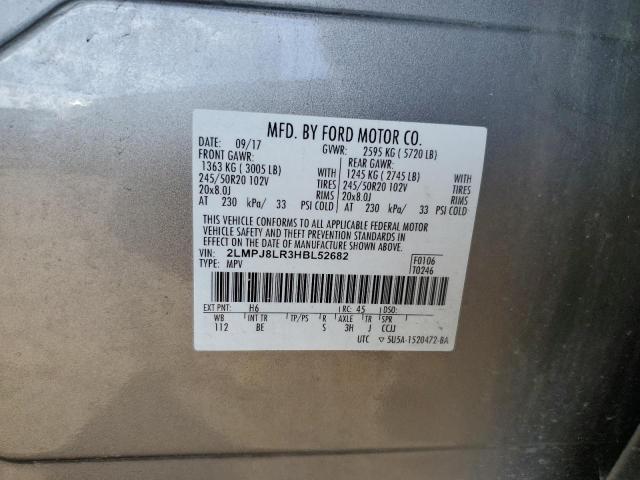 MFD. BY FORD MOTOR CO.
DATE: 09/17 GVWR: 2595 KG ( 5720 LB)
FRONT GAWR: REAR GAWR:
1363 KG ( 3005 LB) WITH 1245 KG ( 2745 LB) WITH
245/50R20 102V TIRES 245/50R20 102V TIRES
20x8.0J RIMS 20x8.0J RIMS
AT 230 kPa/ 33 PSI COLD AT 230 kPa/ 33 PSI COLD
THIS VEHICLE CONFORMS TO ALL APPLICABLE FEDERAL MOTOR
VEHICLE SAFETY AND THEFT PREVENTION STANDARDS IN
EFFECT ON THE DATE OF MANUFACTURE SHOWN ABOVE.
VIN: 2LMPJ8LR3HBL52682 F0106
TYPE: MPV T0246
EXT PNT: H6 RC: 45 DSO:
WB INT TR TP/PS R AXLE TR SPR
112 BE S 3H J CCJJ
UTC ▽ 5U5A-1520472-BA